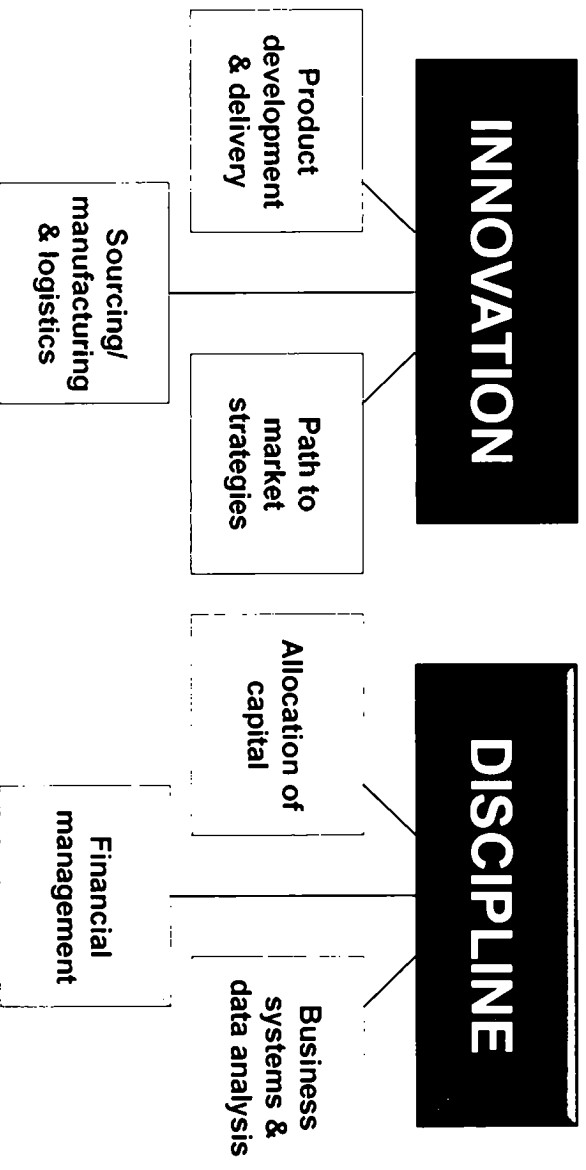 INNOVATION
Product
development
& delivery
Path to
market
strategies
Sourcing/
manufacturing
& logistics
DISCIPLINE
Allocation of
capital
Business
systems &
data analysis
Financial
management